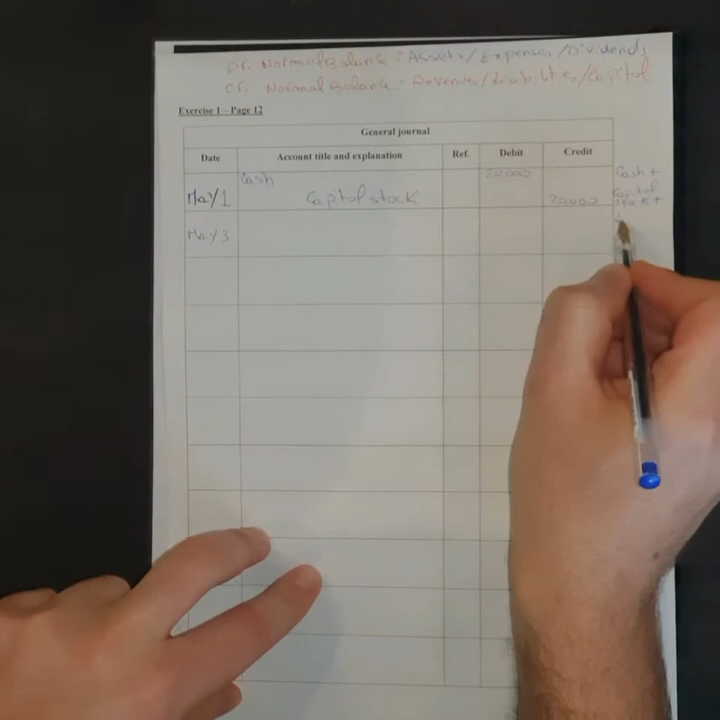 Dr. Normal Balance: Assets/Expenses/Dividends
Cr. Normal Balance: Revenus/Liabilities/Capital
Exercise 1 – Page 12
General journal
Date Account title and explanation Ref. Debit Credit
Cash 20,000 Cash +
May 1 Capital stock 20,000 Capital
stock +
May 3